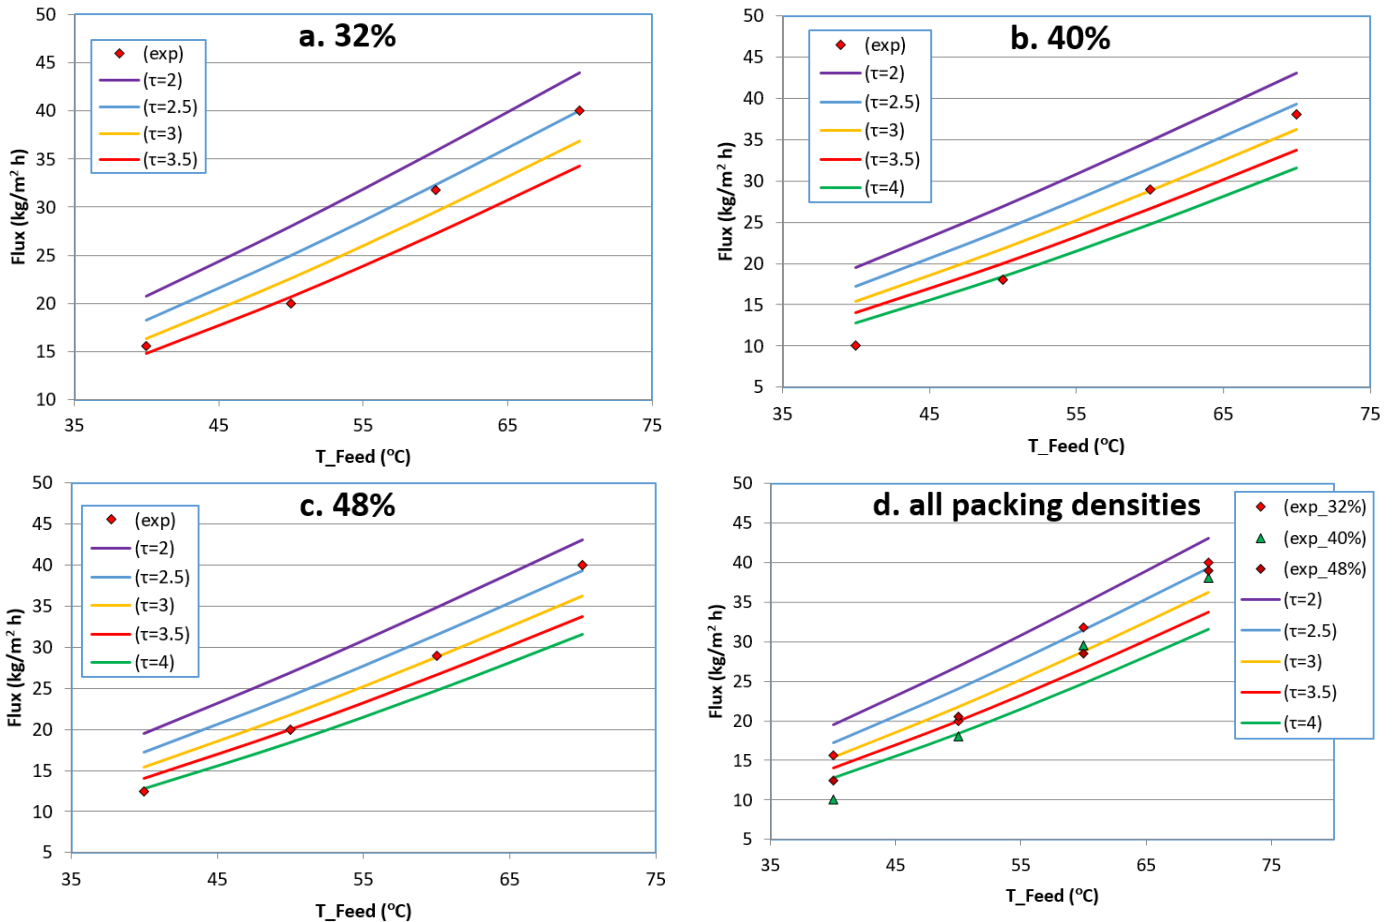 a. 32%
50
45
40
35
30
25
20
15
10
Flux (kg/m² h)
(exp)
(τ=2)
(τ=2.5)
(τ=3)
(τ=3.5)
35 45 55 65 75
T_Feed (°C)
b. 40%
50
45
40
35
30
25
20
15
10
5
Flux (kg/m² h)
(exp)
(τ=2)
(τ=2.5)
(τ=3)
(τ=3.5)
(τ=4)
35 45 55 65 75
T_Feed (°C)
c. 48%
50
45
40
35
30
25
20
15
10
5
Flux (kg/m² h)
(exp)
(τ=2)
(τ=2.5)
(τ=3)
(τ=3.5)
(τ=4)
35 45 55 65 75
T_Feed (°C)
d. all packing densities
50
45
40
35
30
25
20
15
10
5
Flux (kg/m² h)
(exp_32%)
(exp_40%)
(exp_48%)
(τ=2)
(τ=2.5)
(τ=3)
(τ=3.5)
(τ=4)
35 45 55 65 75
T_Feed (°C)